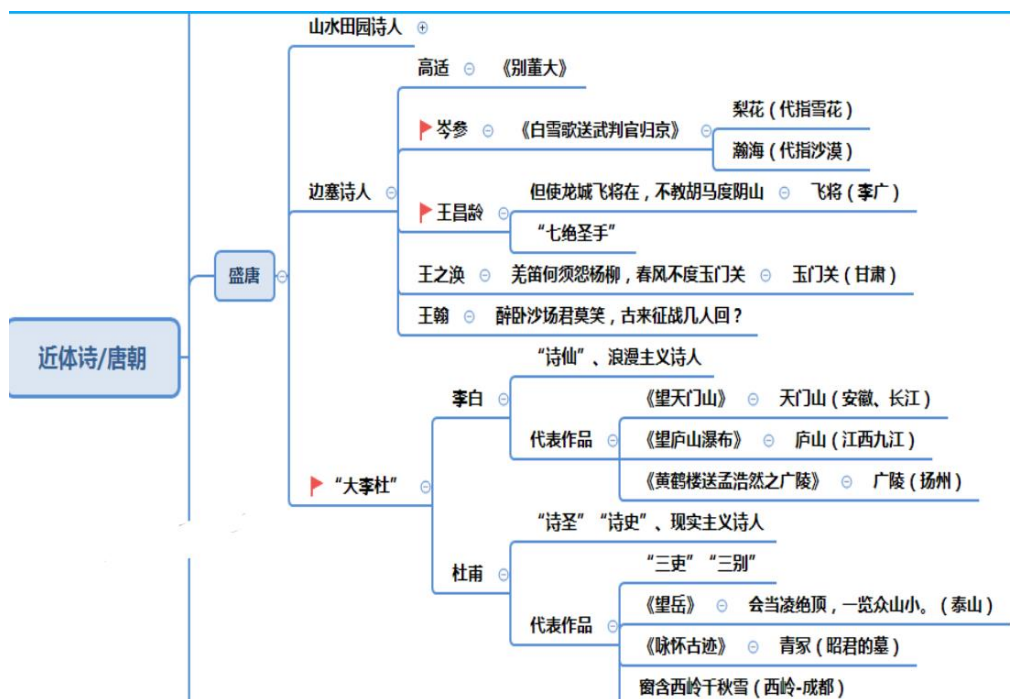 山水田园诗人
高适
《别董大》
岑参
《白雪歌送武判官归京》
梨花（代指雪花）
瀚海（代指沙漠）
边塞诗人
王昌龄
但使龙城飞将在，不教胡马度阴山
飞将（李广）
“七绝圣手”
盛唐
王之涣
羌笛何须怨杨柳，春风不度玉门关
玉门关（甘肃）
王翰
醉卧沙场君莫笑，古来征战几人回？
近体诗/唐朝
“大李杜”
李白
“诗仙”、浪漫主义诗人
代表作品
《望天门山》
天门山（安徽、长江）
《望庐山瀑布》
庐山（江西九江）
《黄鹤楼送孟浩然之广陵》
广陵（扬州）
杜甫
“诗圣”“诗史”、现实主义诗人
代表作品
“三吏”“三别”
《望岳》
会当凌绝顶，一览众山小。（泰山）
《咏怀古迹》
青冢（昭君的墓）
窗含西岭千秋雪（西岭-成都）